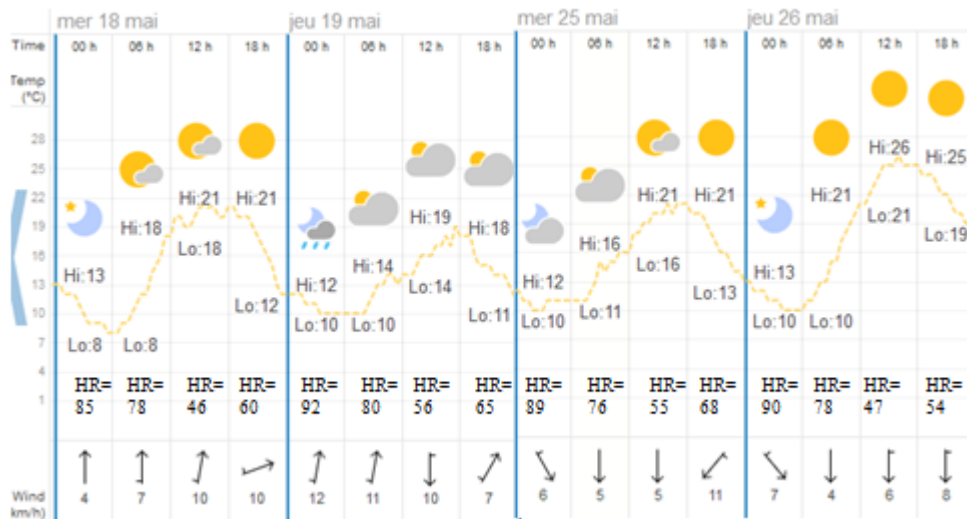 mer 18 mai jeu 19 mai mer 25 mai jeu 26 mai
Time 00 h 06 h 12 h 18 h 00 h 06 h 12 h 18 h 00 h 06 h 12 h 18 h 00 h 06 h 12 h 18 h
Temp
(°C)
28
25
22
19
16
13
10
7
4
1
Hi:13 Hi:18 Hi:21 Hi:21 Hi:12 Hi:14 Hi:19 Hi:18 Hi:12 Hi:16 Hi:21 Hi:21 Hi:13 Hi:21 Hi:26 Hi:25
Lo:8 Lo:8 Lo:18 Lo:12 Lo:10 Lo:10 Lo:14 Lo:11 Lo:10 Lo:11 Lo:16 Lo:13 Lo:10 Lo:10 Lo:21 Lo:19
HR= HR= HR= HR= HR= HR= HR= HR= HR= HR= HR= HR= HR= HR= HR= HR=
85 78 46 60 92 80 56 65 89 76 55 68 90 78 47 54
Wind 4 7 10 10 12 11 10 7 6 5 5 11 7 4 6 8
km/h)